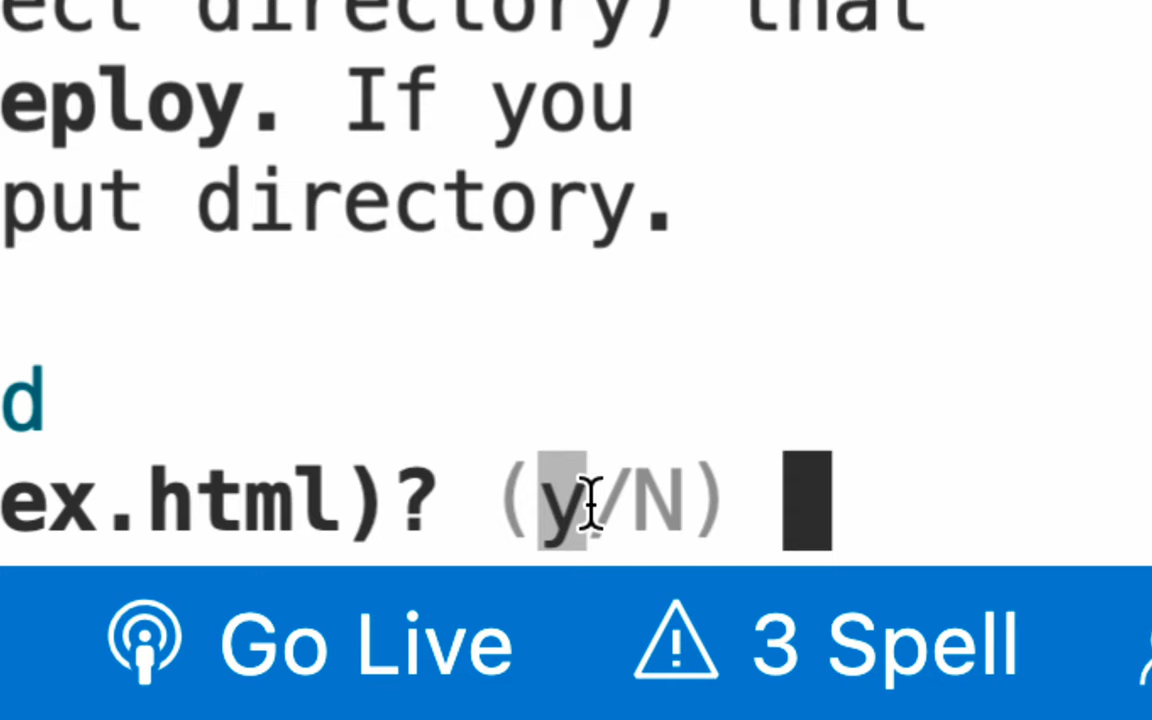 ect directory) that
eploy. If you
put directory.
d
ex.html)? (y/N)
Go Live 3 Spell